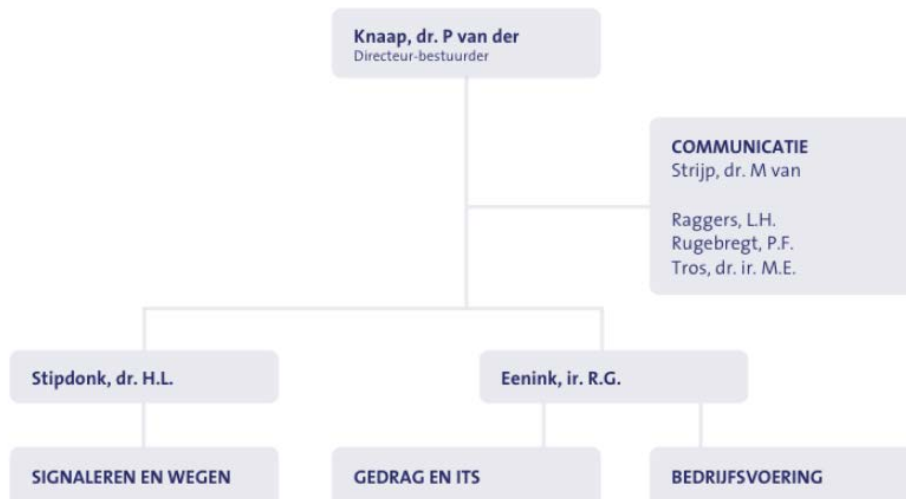 Knaap, dr. P van der
Directeur-bestuurder
COMMUNICATIE
Strijp, dr. M van
Raggers, L.H.
Rugebregt, P.F.
Tros, dr. ir. M.E.
Stipdonk, dr. H.L.
Eenink, ir. R.G.
SIGNALEREN EN WEGEN
GEDRAG EN ITS
BEDRIJFSVOERING